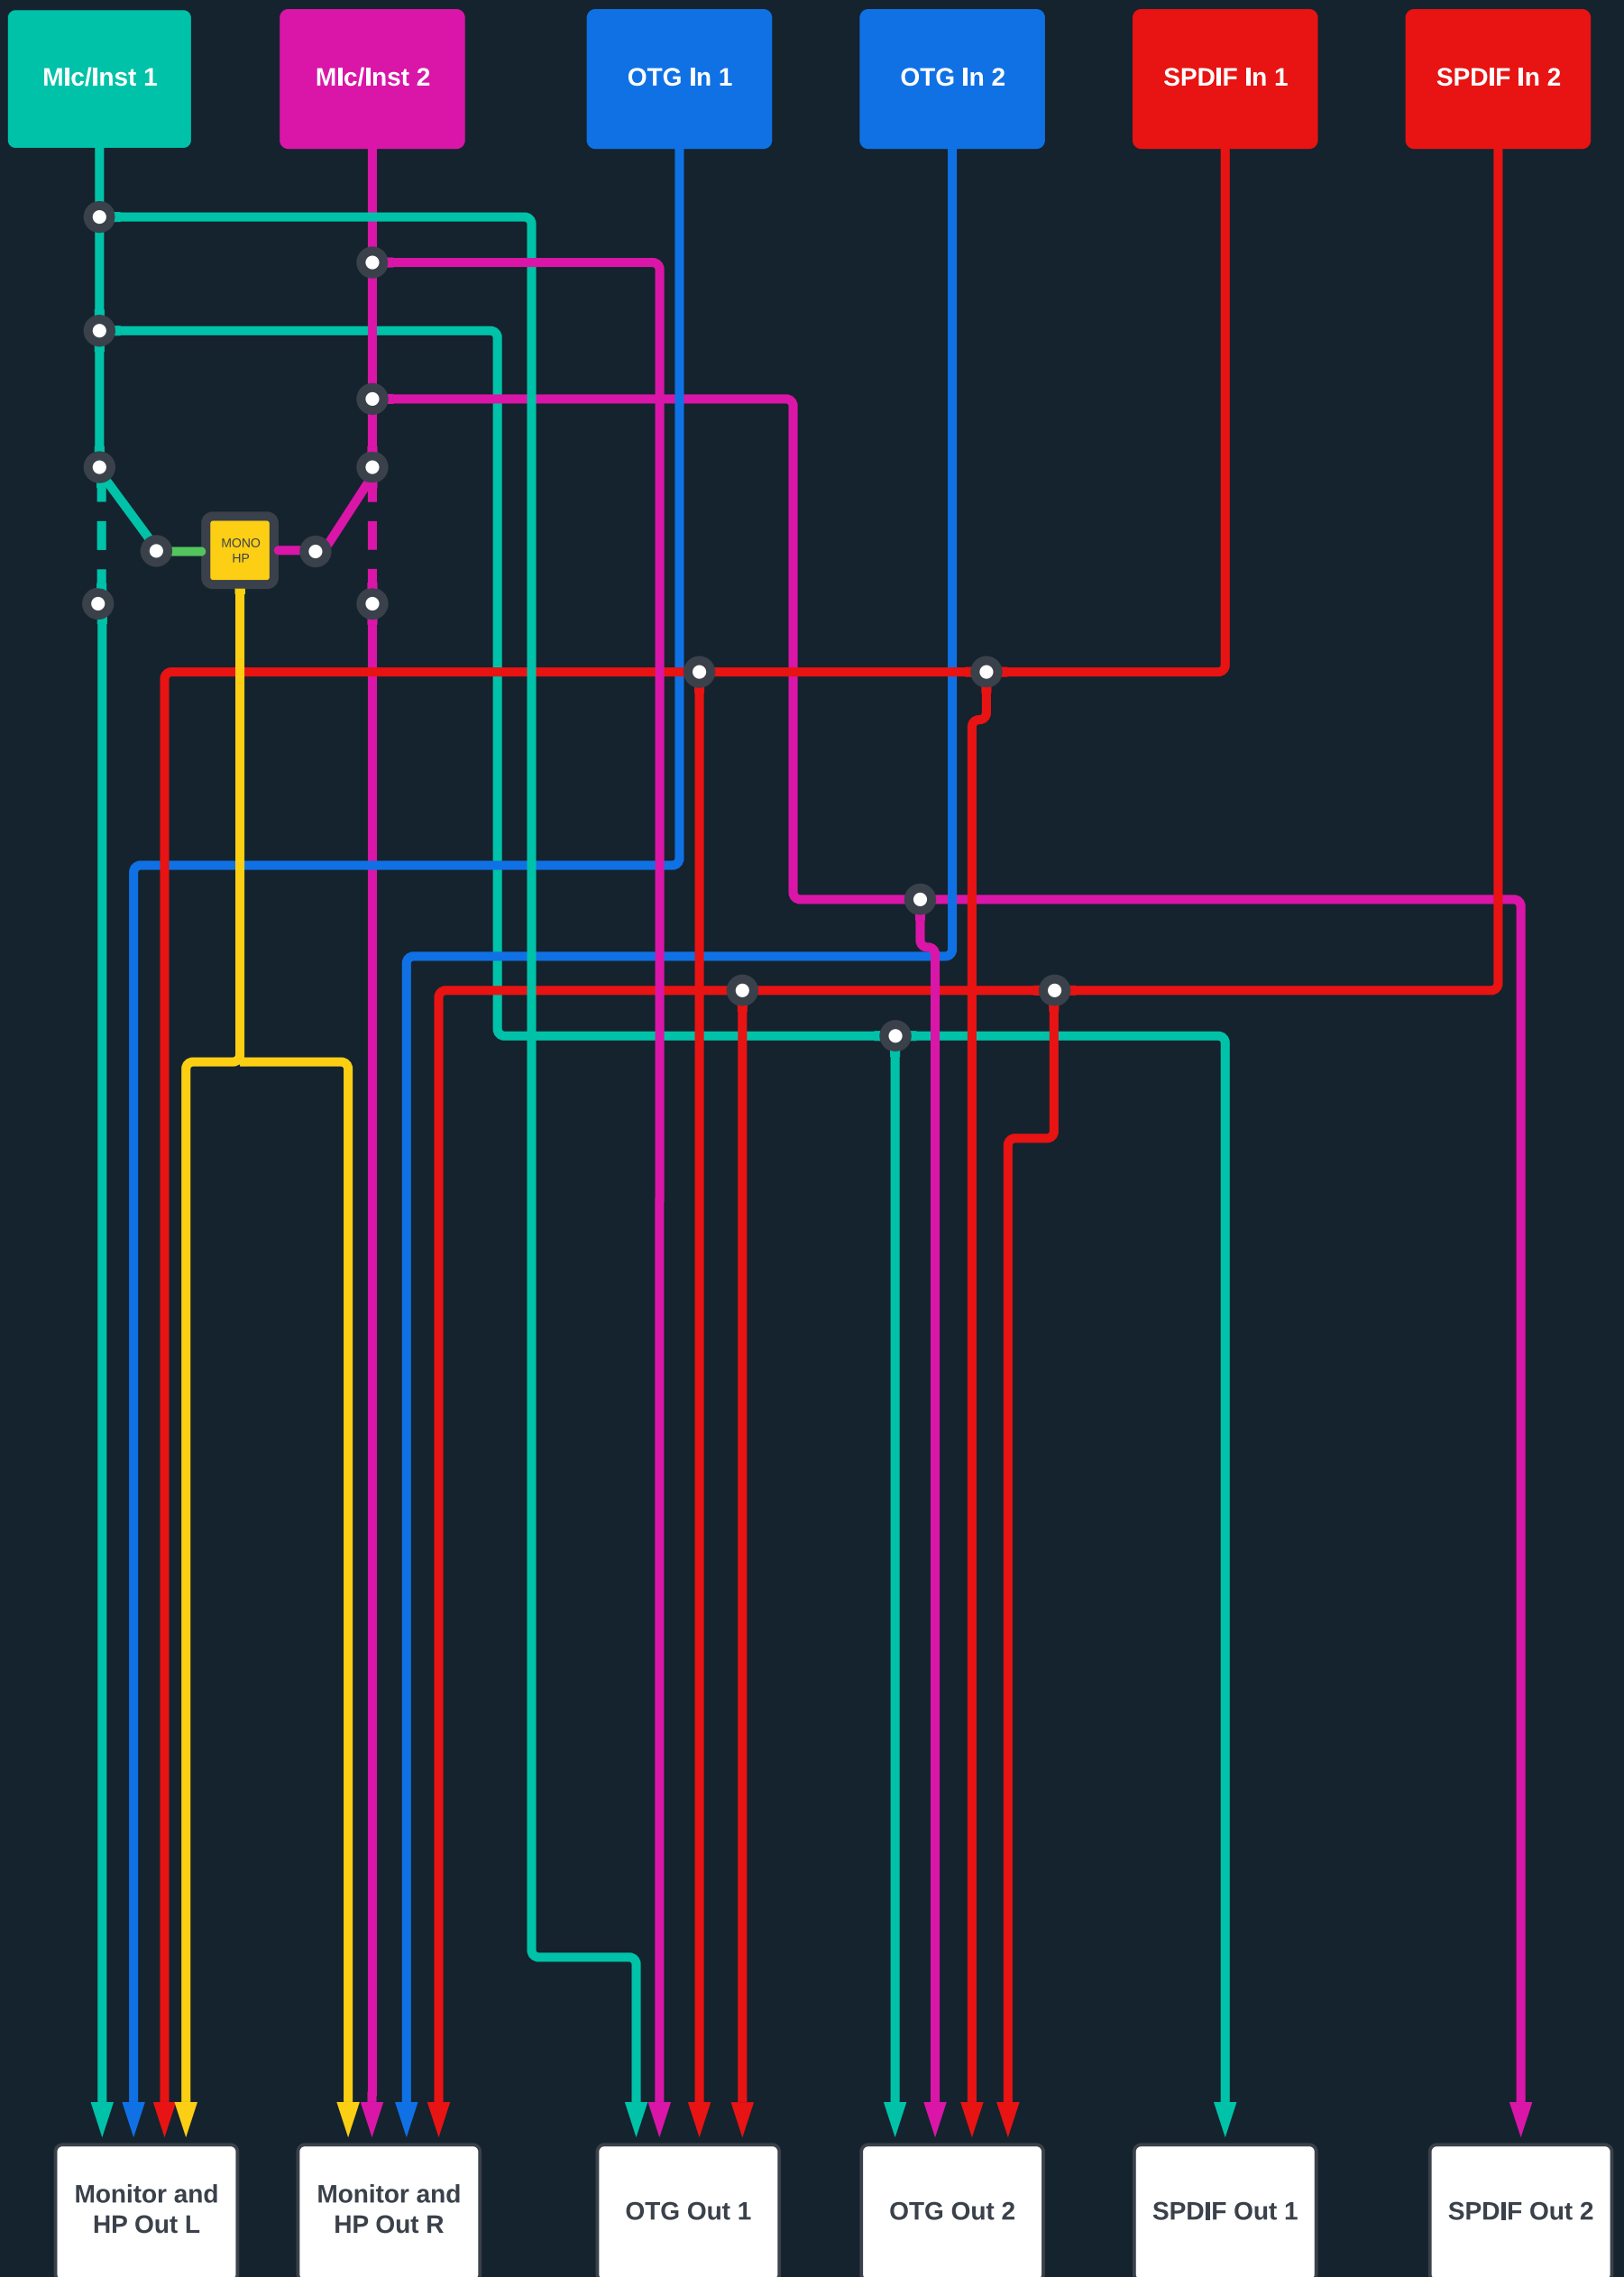 MIc/Inst 1
MIc/Inst 2
OTG In 1
OTG In 2
SPDIF In 1
SPDIF In 2
MONO
HP
Monitor and
HP Out L
Monitor and
HP Out R
OTG Out 1
OTG Out 2
SPDIF Out 1
SPDIF Out 2